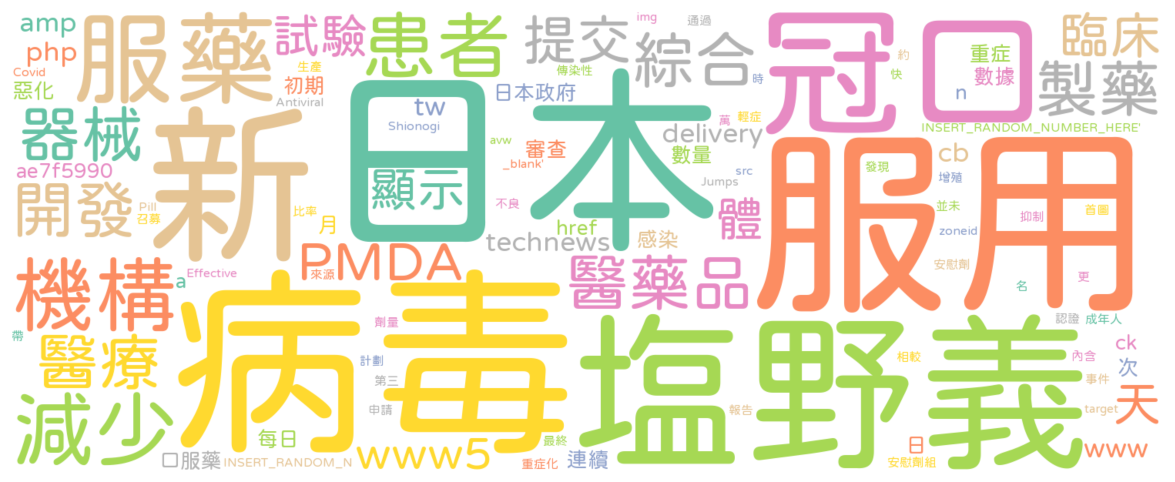 amp
php
Covid
惡化
服藥
生產
初期
Antiviral
試驗
患者
提交
傳染性
img
通過
綜合
冠
時
約
快
口
重症
數據
n
臨床
製藥
INSERT_RANDOM_NUMBER_HERE'
器械
ae7f5990
開發
Pill
召募
新
比率
月
日本
顯示
tw
Shionogi
日本政府
avw
_blank'
審查
不良
href
technews
delivery
萬
輕症
數量
src
Jumps
感染
體
服用
cb
發現
增殖
並未
zoneid
抑制
首圖
安慰劑
名
更
機構
a
Effective
PMDA
來源
醫藥品
帶
醫療
病毒
劑量
計劃
第三
申請
塩野義
相較
認證
成年人
ck
內含
次
事件
target
天
減少
每日
口服藥
INSERT_RANDOM_N
www5
最終
重症化
連續
報告
日
安慰劑組
www